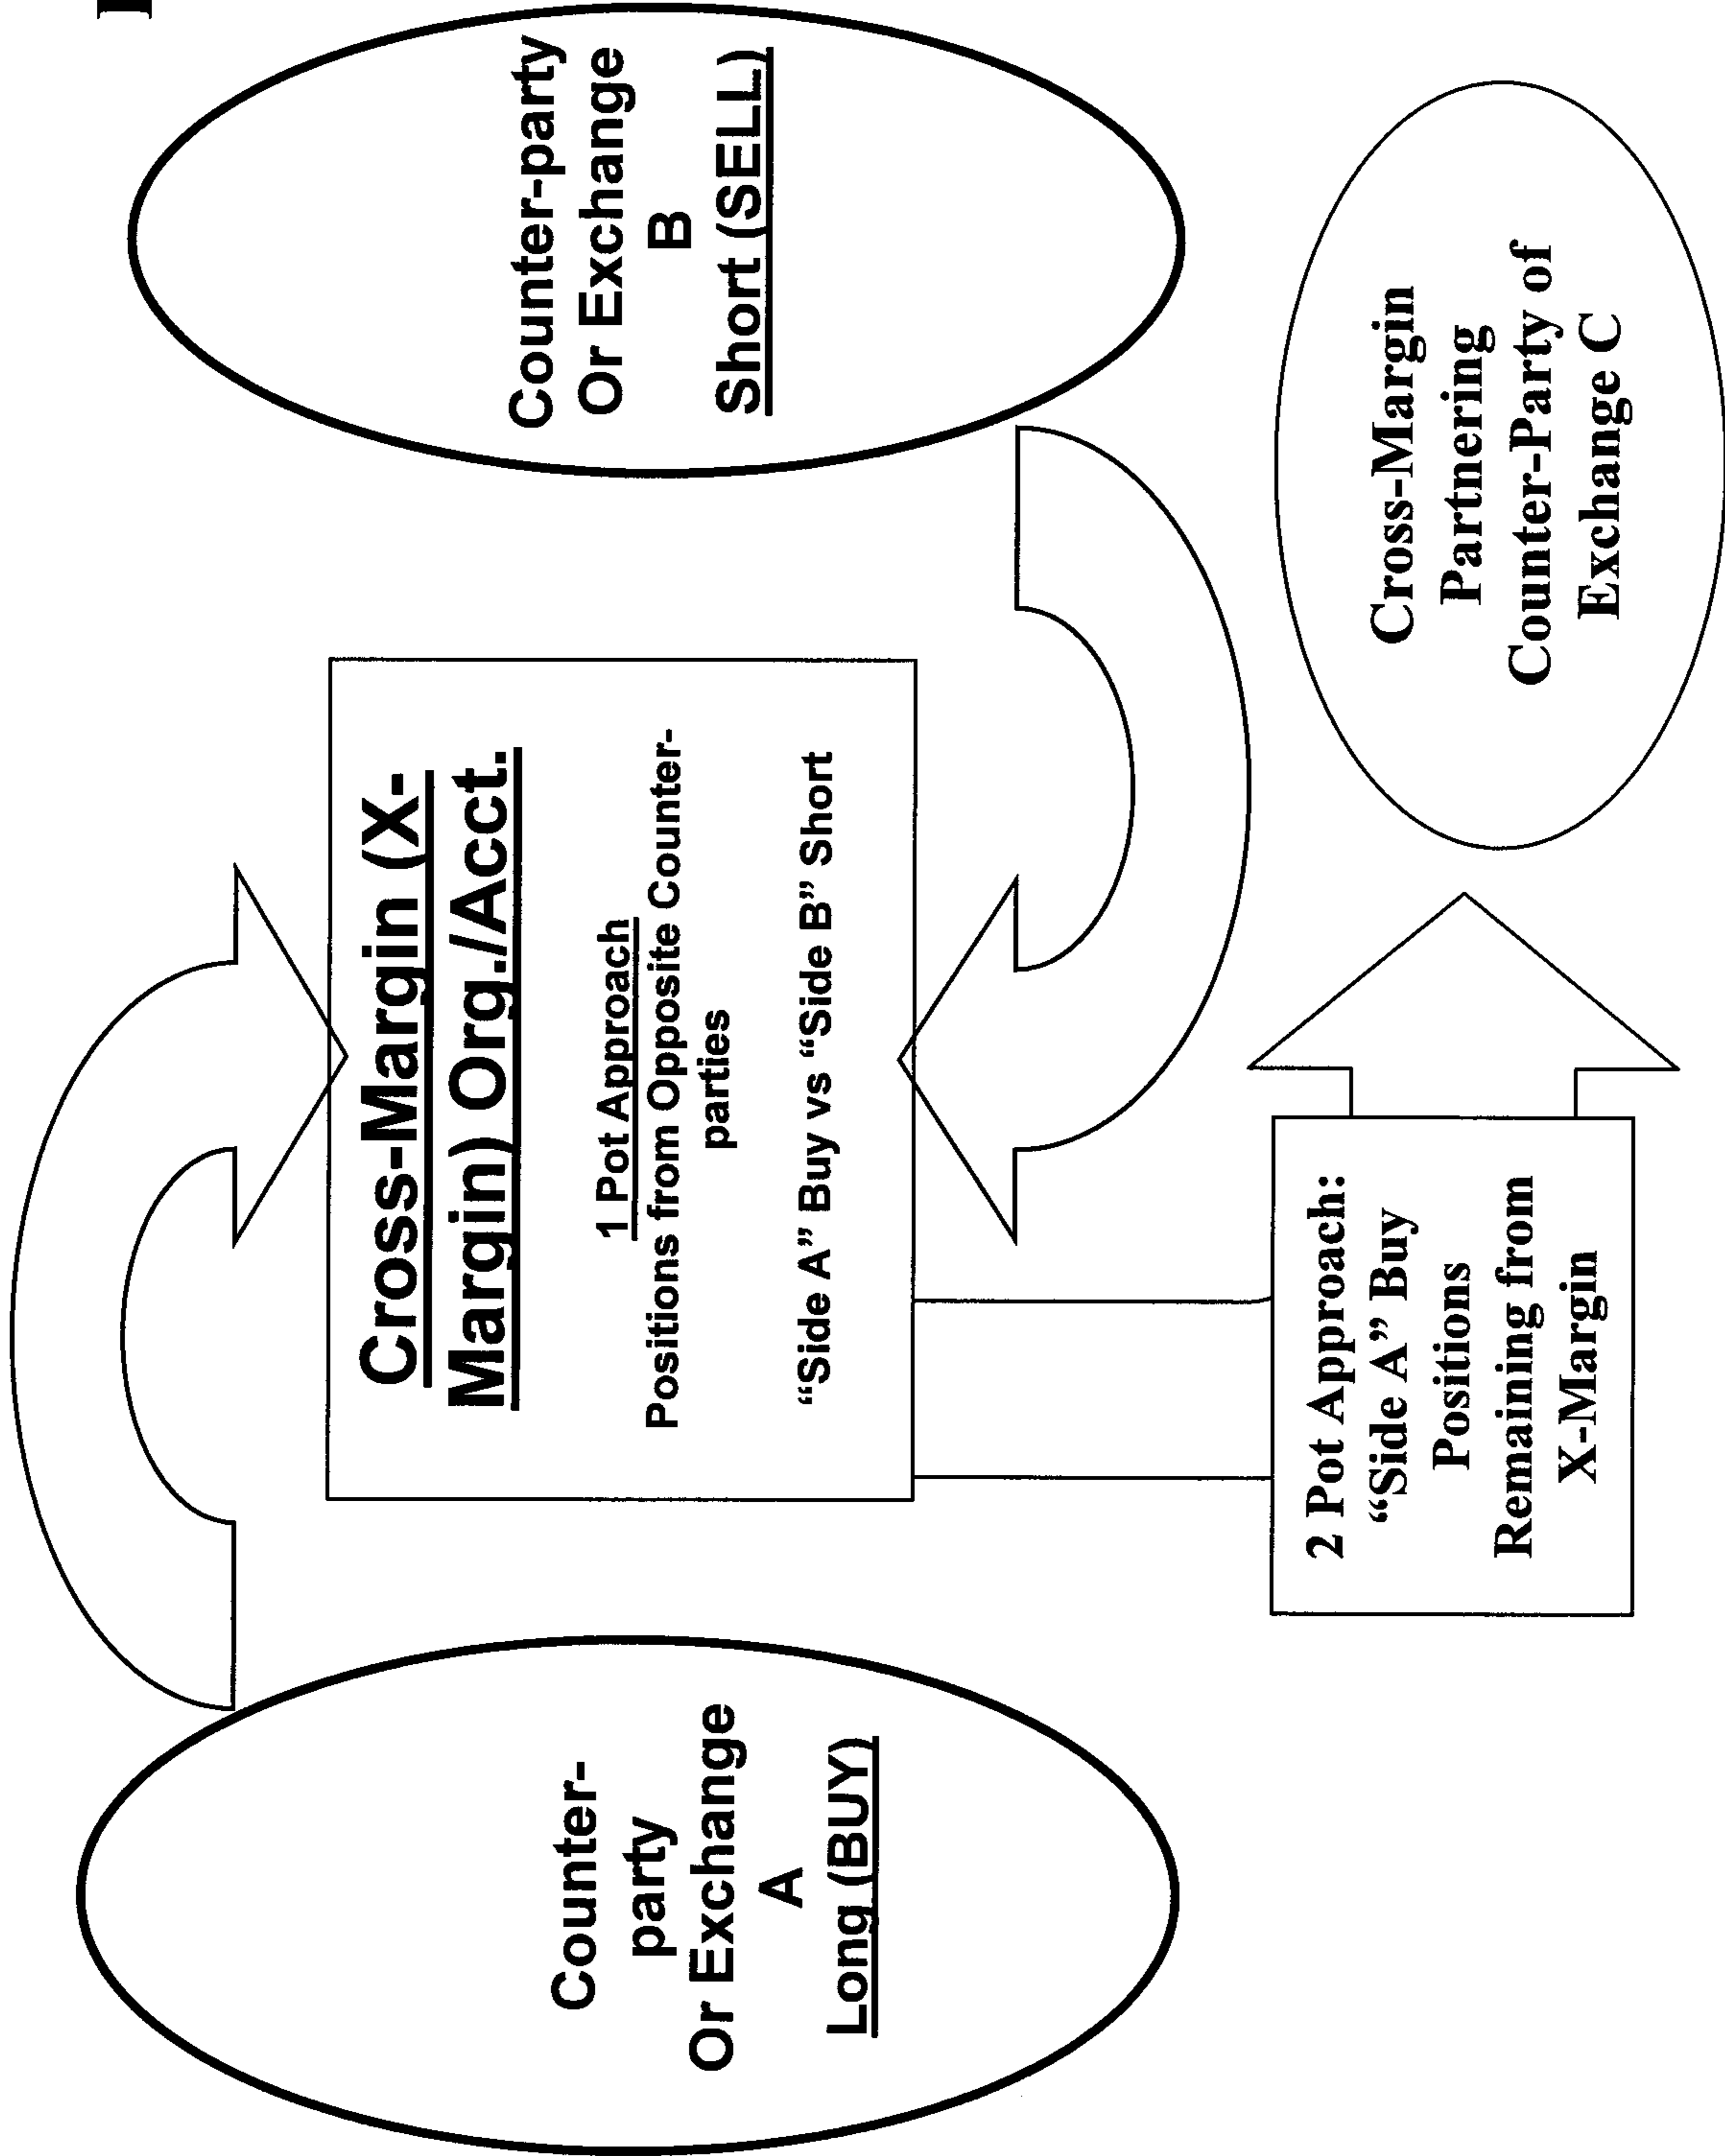 Counter-
party
Or Exchange
A
Long (BUY)
Cross-Margin (X-
Margin) Org./Acct.
1 Pot Approach
Positions from Opposite Counter-
parties
“Side A” Buy vs “Side B” Short
Counter-party
Or Exchange
B
Short (SELL)
2 Pot Approach:
“Side A” Buy
Positions
Remaining from
X-Margin
Cross-Margin
Partnering
Counter-Party of
Exchange C